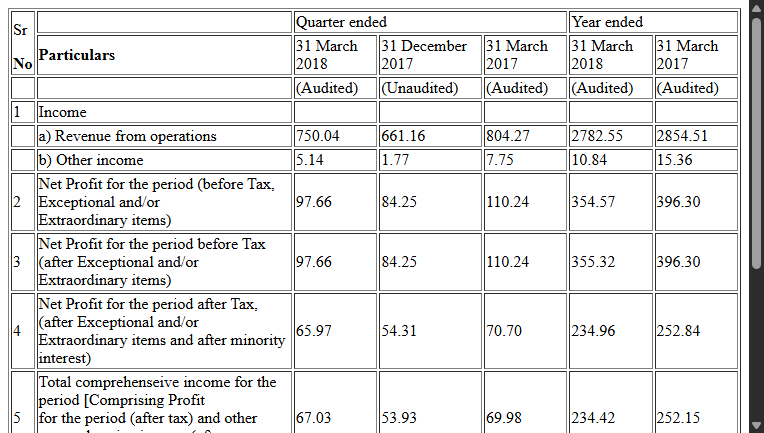 Sr
No
Quarter ended
Year ended
Particulars
31 March 2018
31 December 2017
31 March 2017
31 March 2018
31 March 2017
(Audited)
(Unaudited)
(Audited)
(Audited)
(Audited)
1 Income
a) Revenue from operations 750.04 661.16 804.27 2782.55 2854.51
b) Other income 5.14 1.77 7.75 10.84 15.36
2 Net Profit for the period (before Tax,
Exceptional and/or
Extraordinary items) 97.66 84.25 110.24 354.57 396.30
3 Net Profit for the period before Tax
(after Exceptional and/or
Extraordinary items) 97.66 84.25 110.24 355.32 396.30
4 Net Profit for the period after Tax,
(after Exceptional and/or
Extraordinary items and after minority
interest) 65.97 54.31 70.70 234.96 252.84
5 Total comprehenseive income for the
period [Comprising Profit
for the period (after tax) and other 67.03 53.93 69.98 234.42 252.15